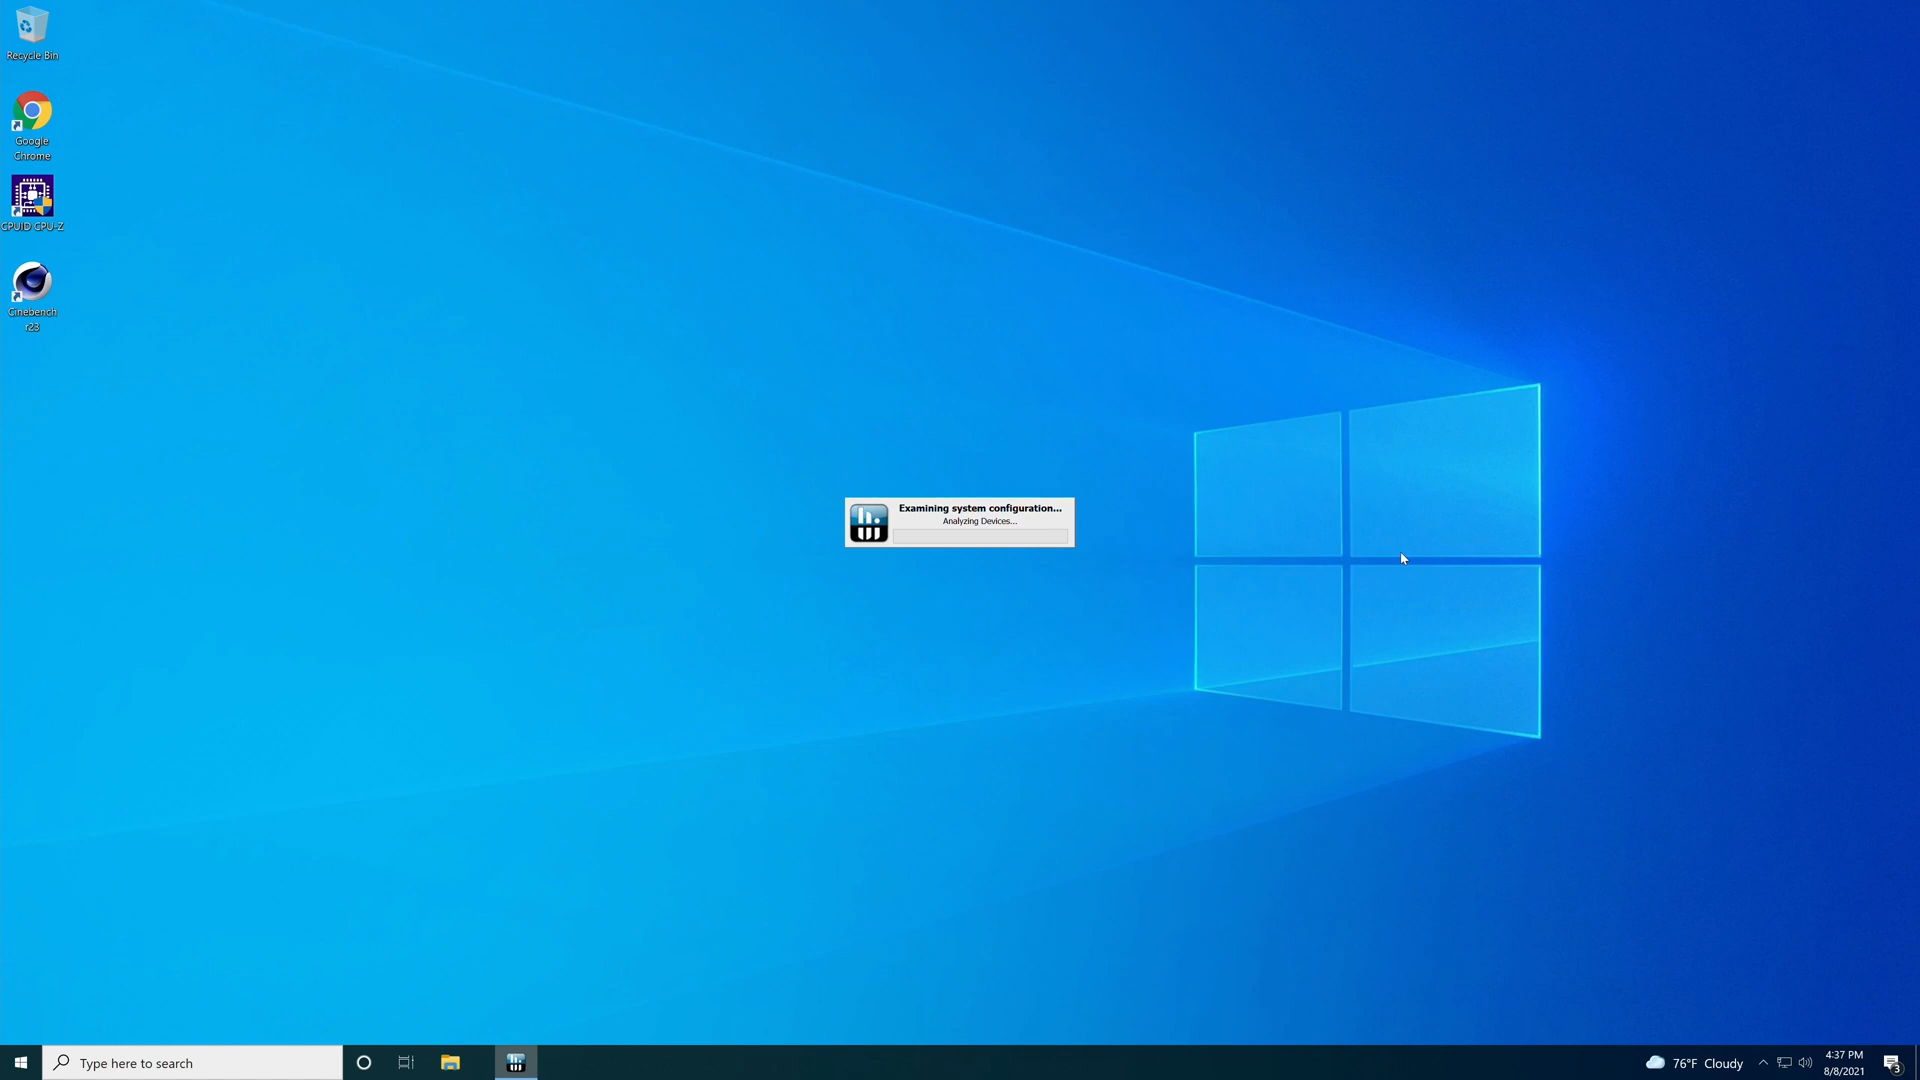 Recycle Bin
Google
Chrome
CPUID CPU-Z
Cinebench
r23
Examining system configuration...
Analyzing Devices...
Type here to search
76°F Cloudy
4:37 PM
8/8/2021
3